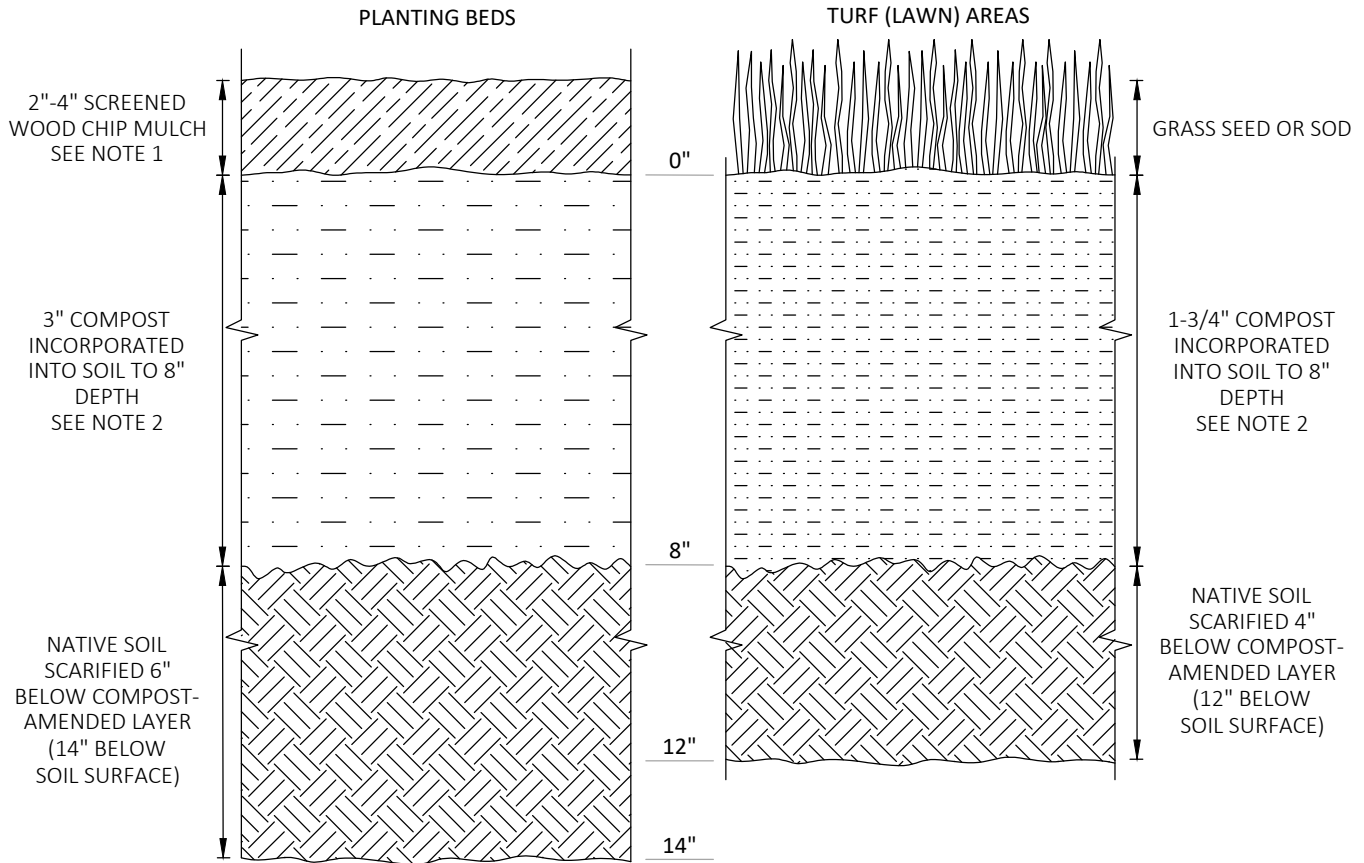 PLANTING BEDS
2"-4" SCREENED
WOOD CHIP MULCH
SEE NOTE 1
3" COMPOST
INCORPORATED
INTO SOIL TO 8"
DEPTH
SEE NOTE 2
NATIVE SOIL
SCARIFIED 6"
BELOW COMPOST-
AMENDED LAYER
(14" BELOW
SOIL SURFACE)
0"
8"
12"
14"
TURF (LAWN) AREAS
GRASS SEED OR SOD
1-3/4" COMPOST
INCORPORATED
INTO SOIL TO 8"
DEPTH
SEE NOTE 2
NATIVE SOIL
SCARIFIED 4"
BELOW COMPOST-
AMENDED LAYER
(12" BELOW
SOIL SURFACE)